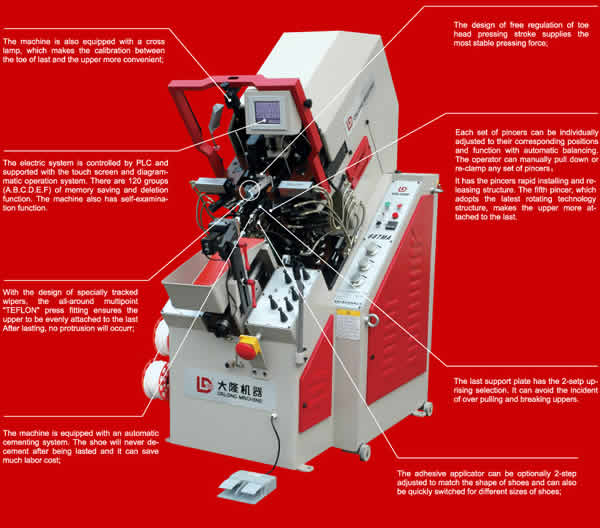 The machine is also equipped with a cross
lamp, which makes the calibration between
the toe of last and the upper more convenient;
The design of free regulation of toe
head pressing stroke supplies the
most stable pressing force;
The electric system is controlled by PLC and
supported with the touch screen and diagram-
matic operation system. There are 120 groups
(A.B.C.D.E.F) of memory saving and deletion
function. The machine also has self-examina-
tion function.
Each set of pincers can be individually
adjusted to their corresponding positions
and function with automatic balancing.
The operator can manually pull down or
re-clamp any set of pincers;
It has the pincers rapid installing and re-
leasing structure. The fifth pincer, which
adopts the latest rotating technology
structure, makes the upper more at-
tached to the last.
With the design of specially tracked
wipers, the all-around multipoint
"TEFLON" press fitting ensures the
upper to be evenly attached to the last
After lasting, no protrusion will occurr;
The last support plate has the 2-setp up-
rising selection. It can avoid the incident
of over pulling and breaking uppers.
大隆机器
DALONG MACHINE
The machine is equipped with an automatic
cementing system. The shoe will never de-
cement after being lasted and it can save
much labor cost;
The adhesive applicator can be optionally 2-step
adjusted to match the shape of shoes and can also
be quickly switched for different sizes of shoes;